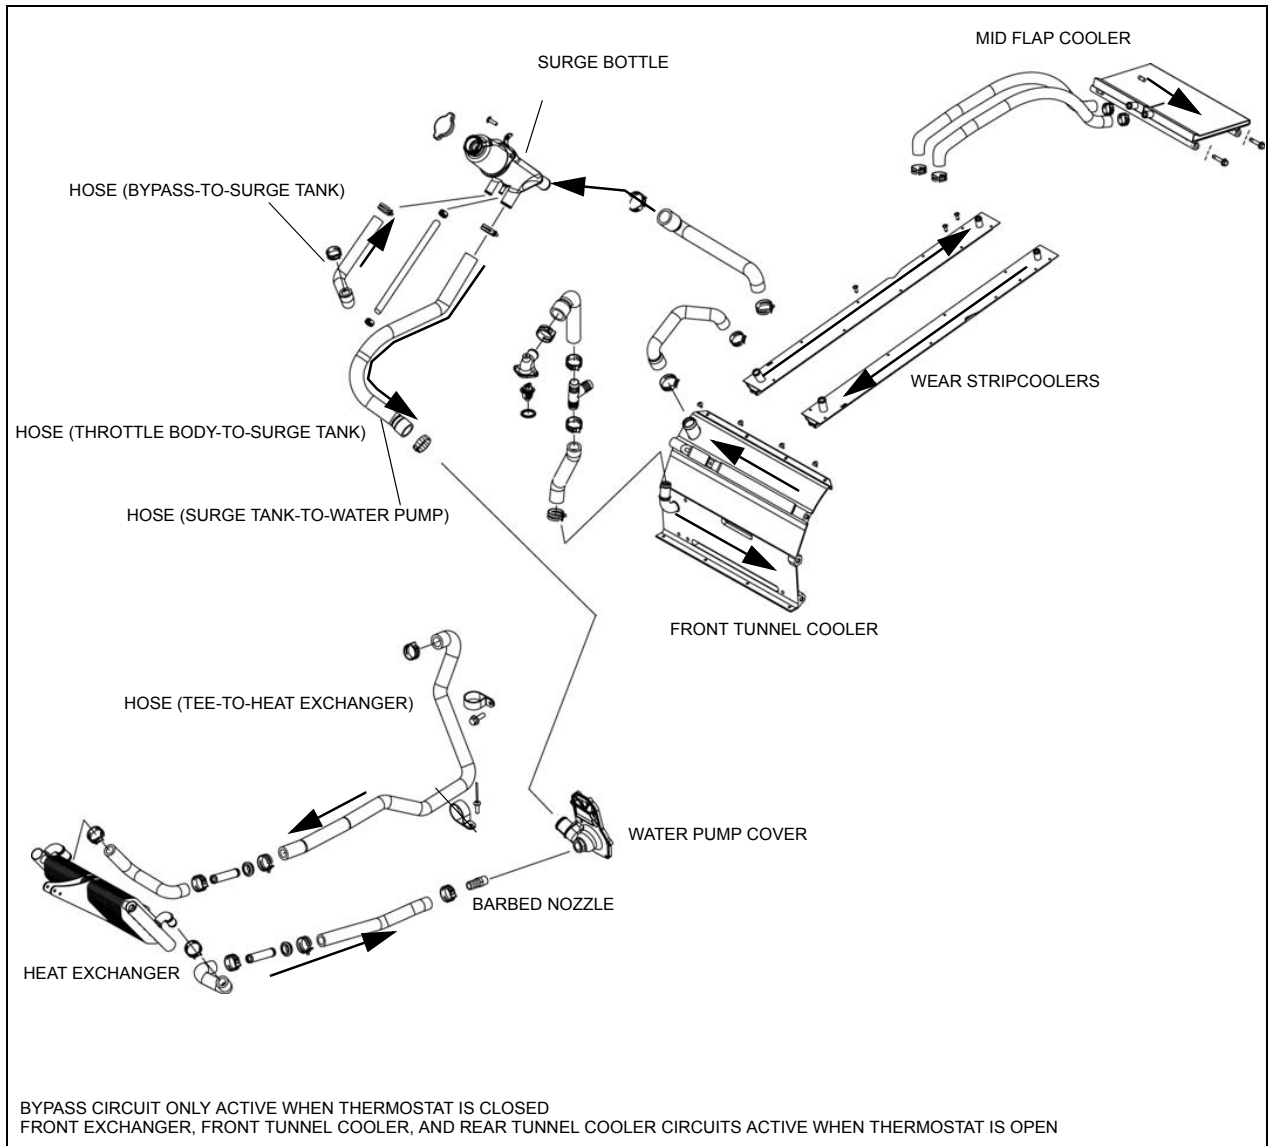 MID FLAP COOLER
SURGE BOTTLE
HOSE (BYPASS-TO-SURGE TANK)
WEAR STRIPCOOLERS
HOSE (THROTTLE BODY-TO-SURGE TANK)
HOSE (SURGE TANK-TO-WATER PUMP)
FRONT TUNNEL COOLER
HOSE (TEE-TO-HEAT EXCHANGER)
WATER PUMP COVER
BARBED NOZZLE
HEAT EXCHANGER
BYPASS CIRCUIT ONLY ACTIVE WHEN THERMOSTAT IS CLOSED
FRONT EXCHANGER, FRONT TUNNEL COOLER, AND REAR TUNNEL COOLER CIRCUITS ACTIVE WHEN THERMOSTAT IS OPEN